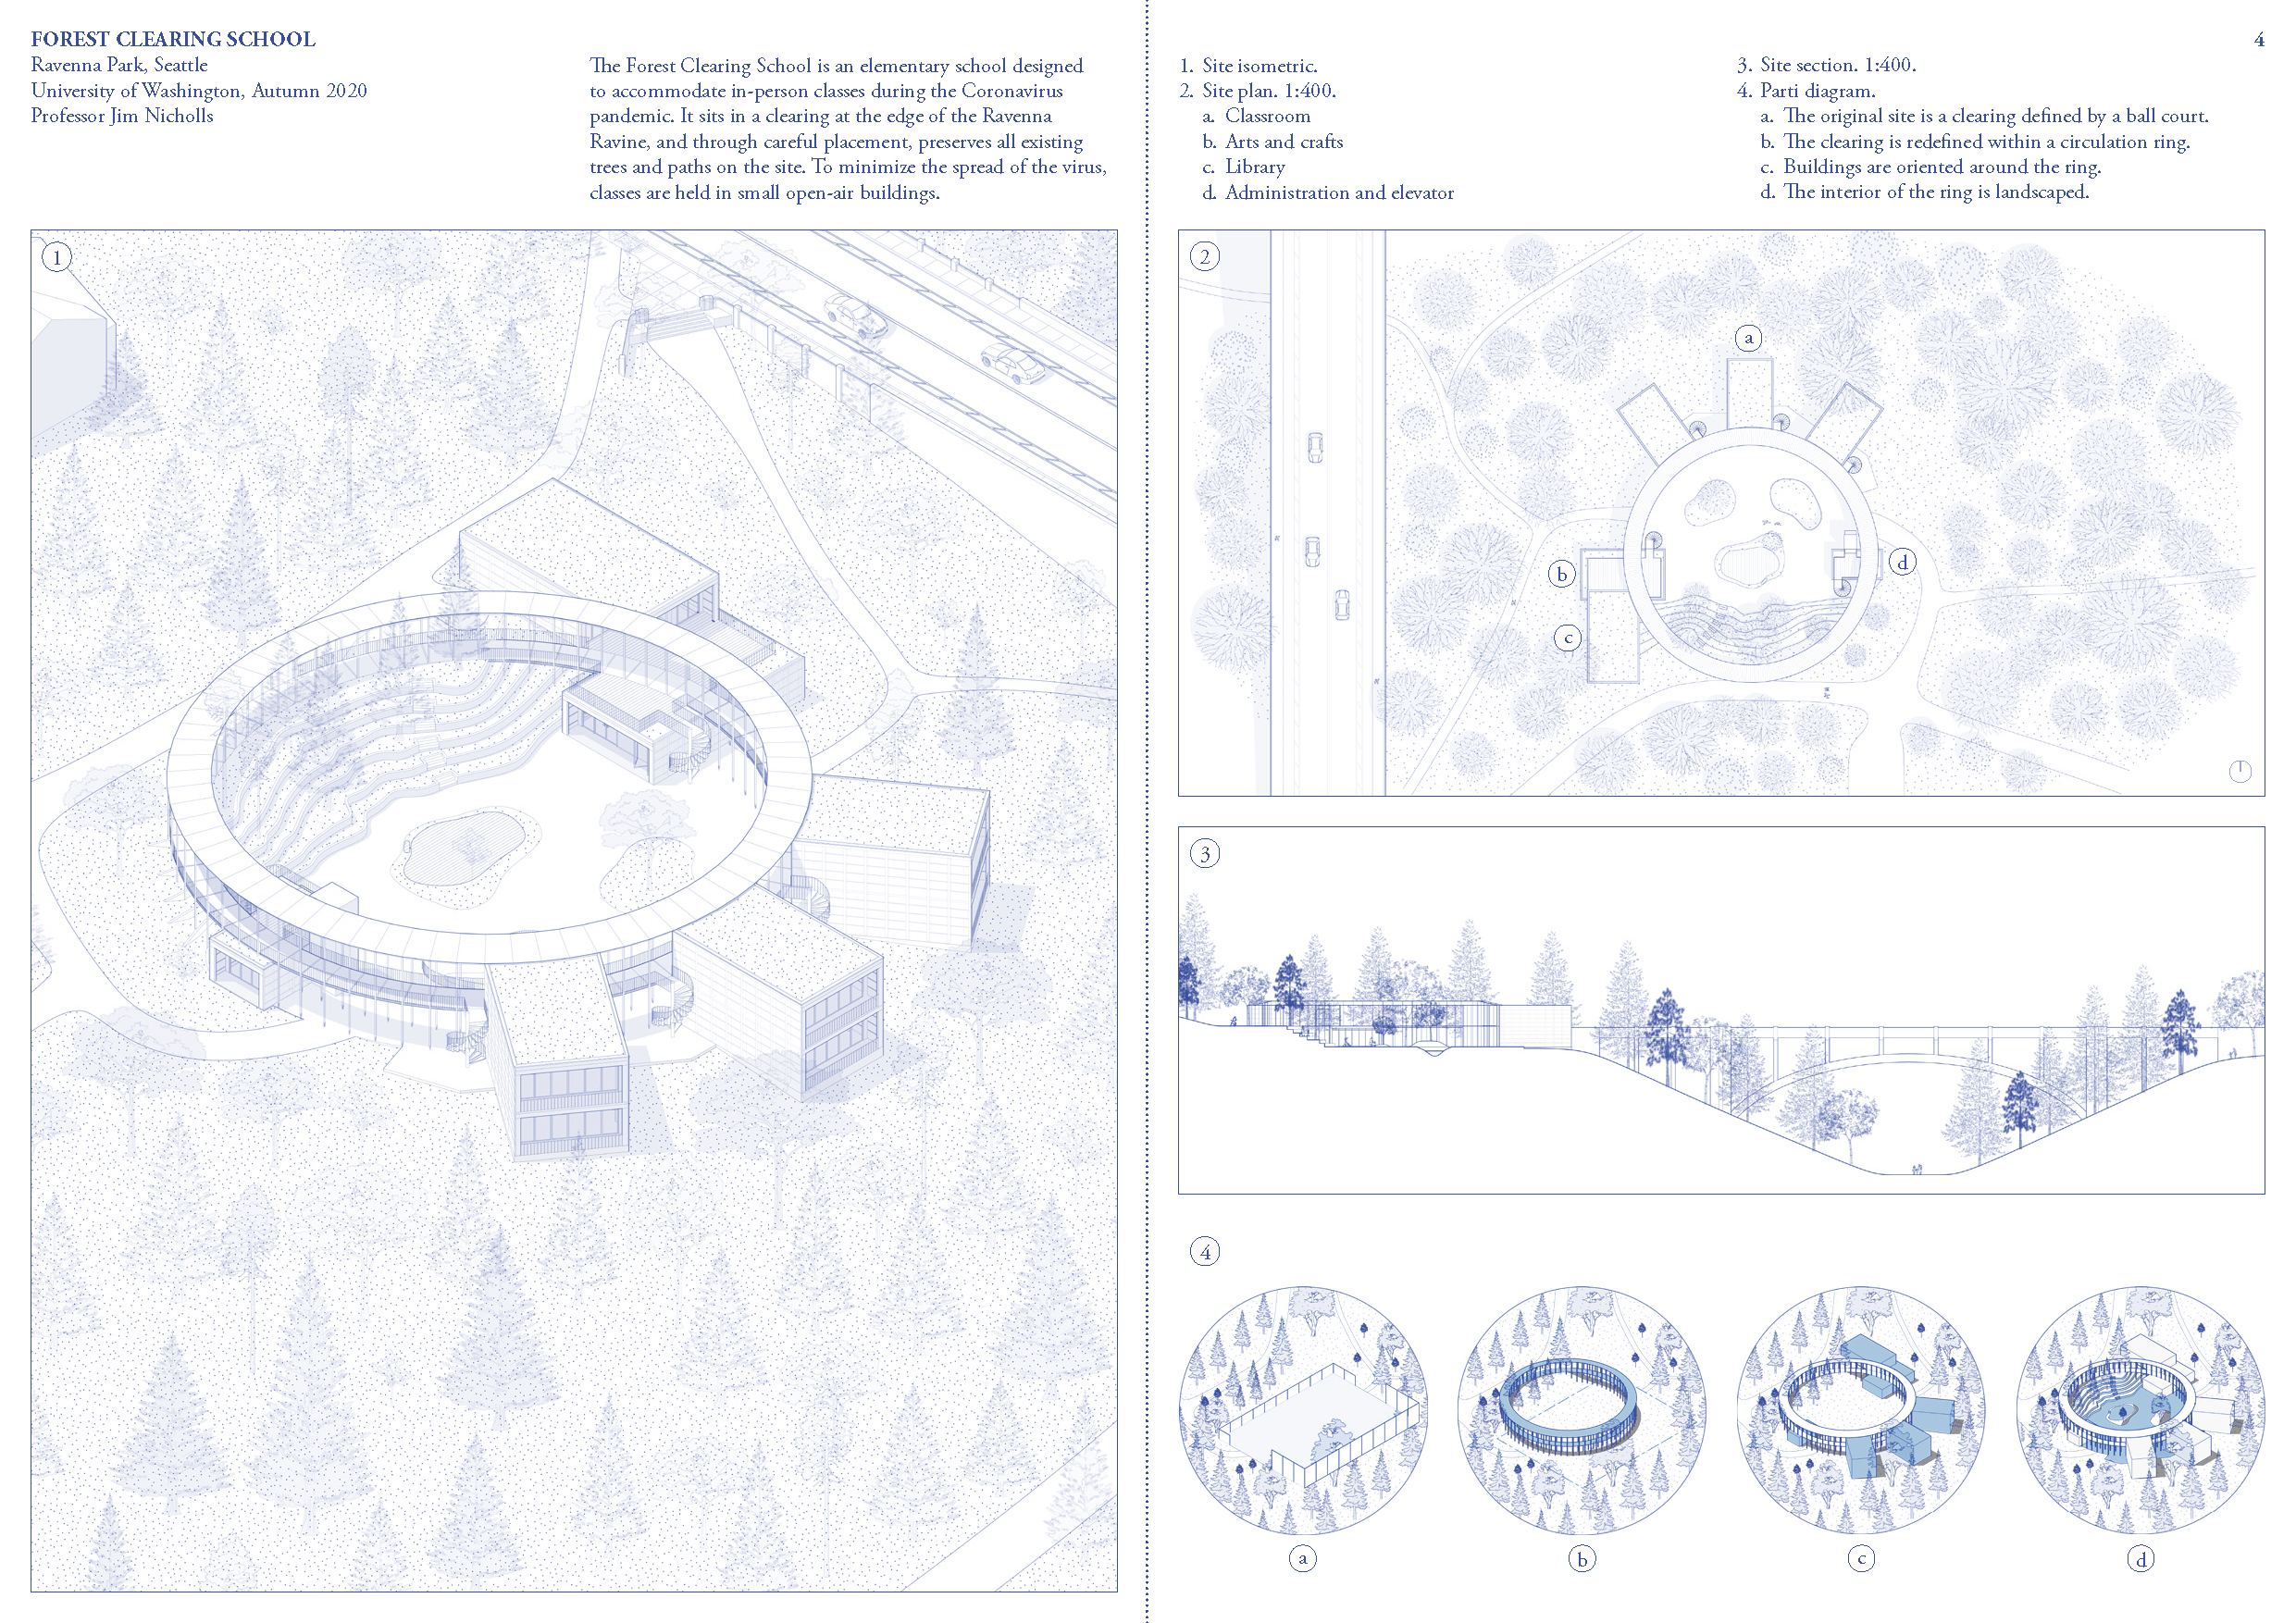 FOREST CLEARING SCHOOL
Ravenna Park, Seattle
University of Washington, Autumn 2020
Professor Jim Nicholls
The Forest Clearing School is an elementary school designed
to accommodate in-person classes during the Coronavirus
pandemic. It sits in a clearing at the edge of the Ravenna
Ravine, and through careful placement, preserves all existing
trees and paths on the site. To minimize the spread of the virus,
classes are held in small open-air buildings.
1
4
1. Site isometric.
2. Site plan. 1:400.
a. Classroom
b. Arts and crafts
c. Library
d. Administration and elevator
3. Site section. 1:400.
4. Parti diagram.
a. The original site is a clearing defined by a ball court.
b. The clearing is redefined within a circulation ring.
c. Buildings are oriented around the ring.
d. The interior of the ring is landscaped.
2
a
b
d
c
3
4
a
b
c
d